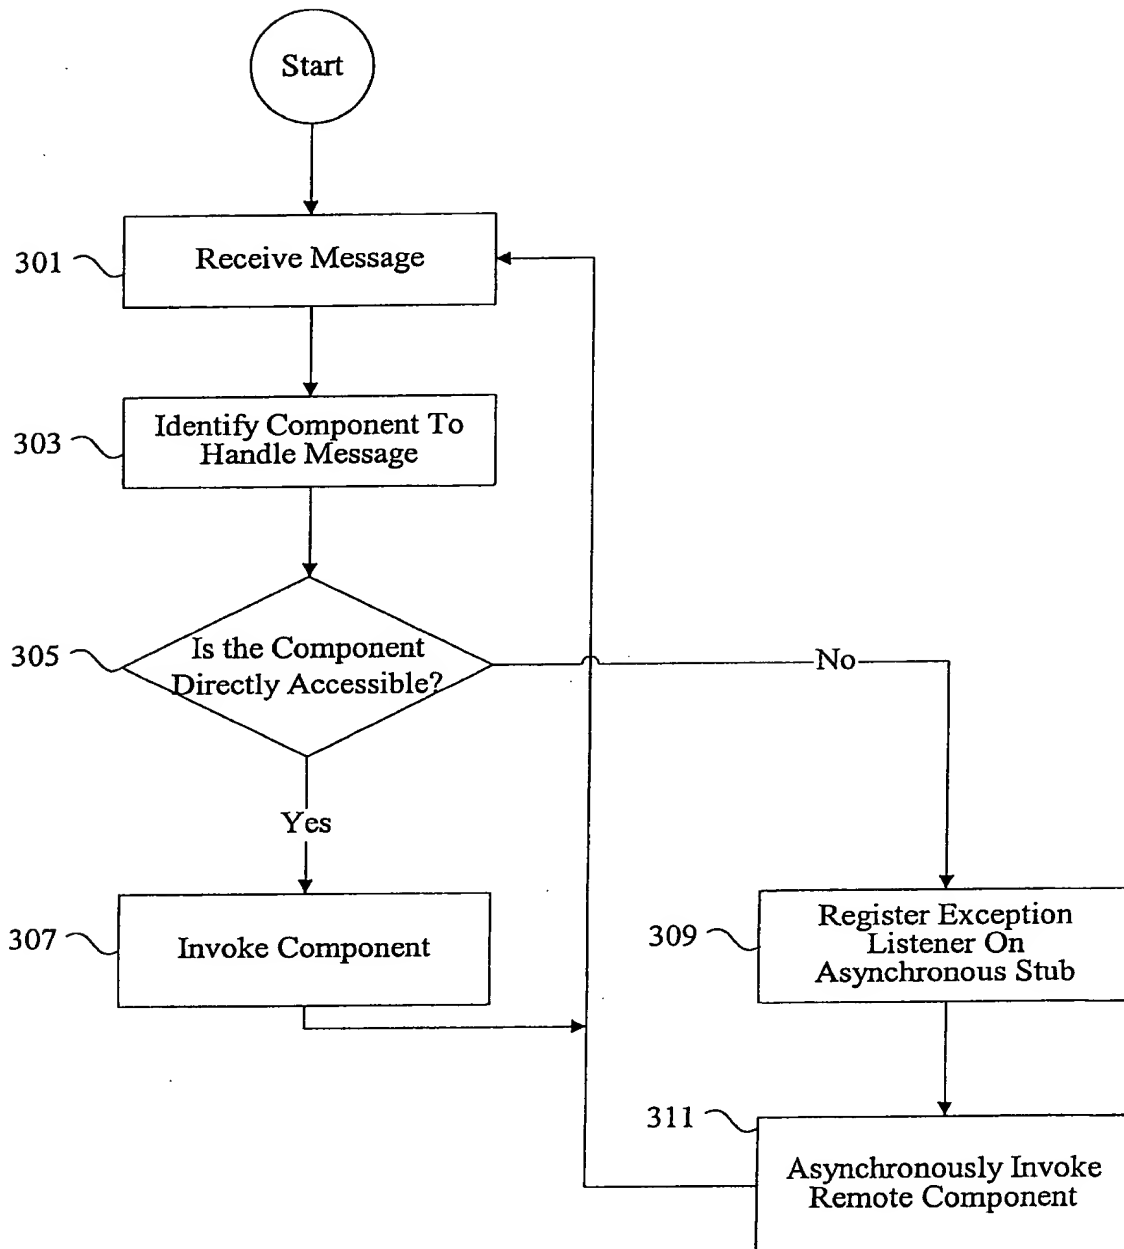 Start
301
Receive Message
303
Identify Component To
Handle Message
305
Is the Component
Directly Accessible?
No
Yes
307
Invoke Component
309
Register Exception
Listener On
Asynchronous Stub
311
Asynchronously Invoke
Remote Component